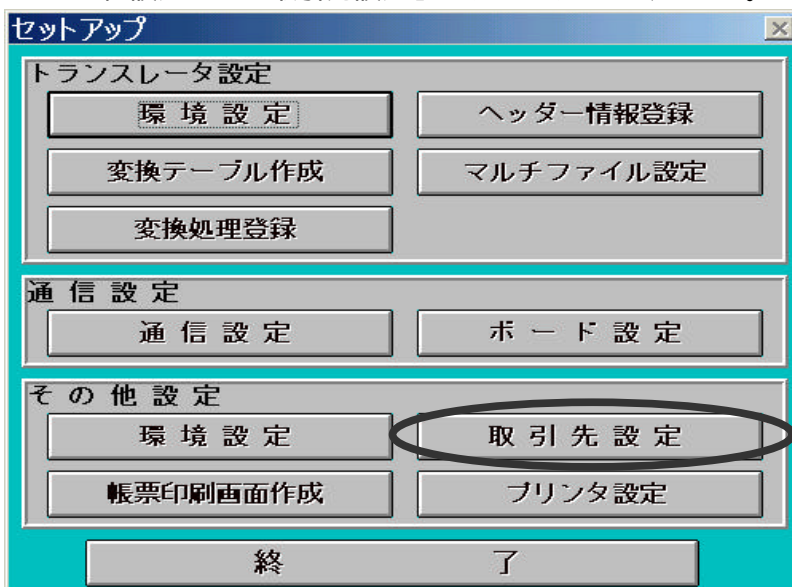 セットアップ
トランスレータ設定
環 境 設 定
ヘッダー情報登録
変換テーブル作成
マルチファイル設定
変換処理登録
通 信 設 定
通 信 設 定
ボ ー ド 設 定
そ の 他 設 定
環 境 設 定
取 引 先 設 定
帳票印刷画面作成
プリンタ設定
終 了